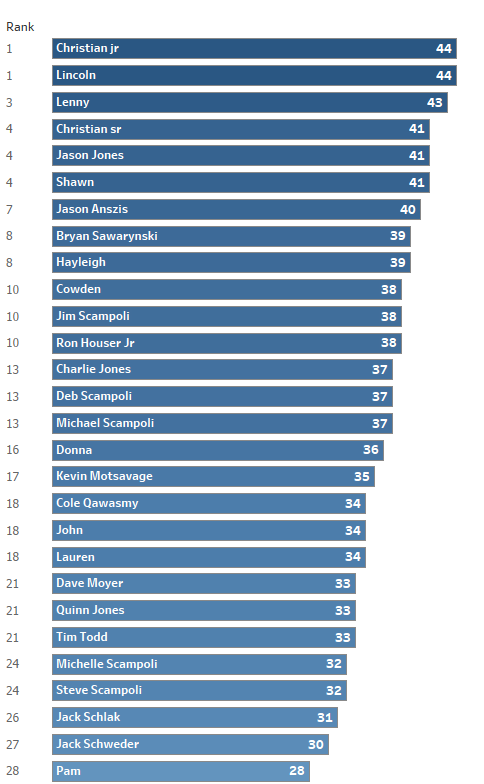 Rank
1 Christian jr 44
1 Lincoln 44
3 Lenny 43
4 Christian sr 41
4 Jason Jones 41
4 Shawn 41
7 Jason Anszis 40
8 Bryan Sawarynski 39
8 Hayleigh 39
10 Cowden 38
10 Jim Scampoli 38
10 Ron Houser Jr 38
13 Charlie Jones 37
13 Deb Scampoli 37
13 Michael Scampoli 37
16 Donna 36
17 Kevin Motsavage 35
18 Cole Qawasmy 34
18 John 34
18 Lauren 34
21 Dave Moyer 33
21 Quinn Jones 33
21 Tim Todd 33
24 Michelle Scampoli 32
24 Steve Scampoli 32
26 Jack Schlak 31
27 Jack Schweder 30
28 Pam 28